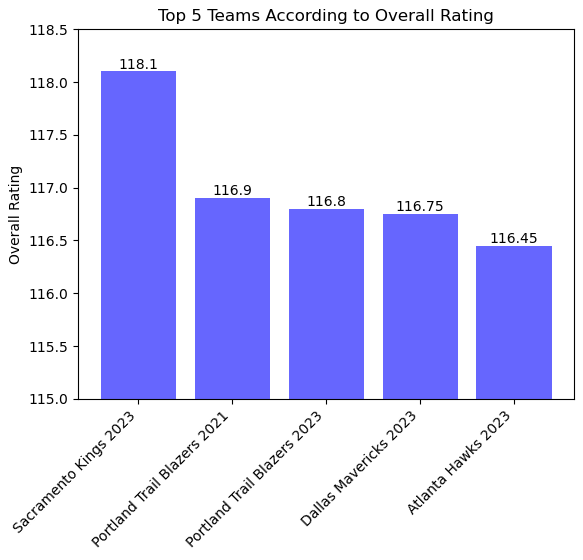 Top 5 Teams According to Overall Rating
118.5
118.0
117.5
117.0
116.5
116.0
115.5
115.0
Overall Rating
118.1
116.9
116.8
116.75
116.45
Sacramento Kings 2023
Portland Trail Blazers 2021
Portland Trail Blazers 2023
Dallas Mavericks 2023
Atlanta Hawks 2023